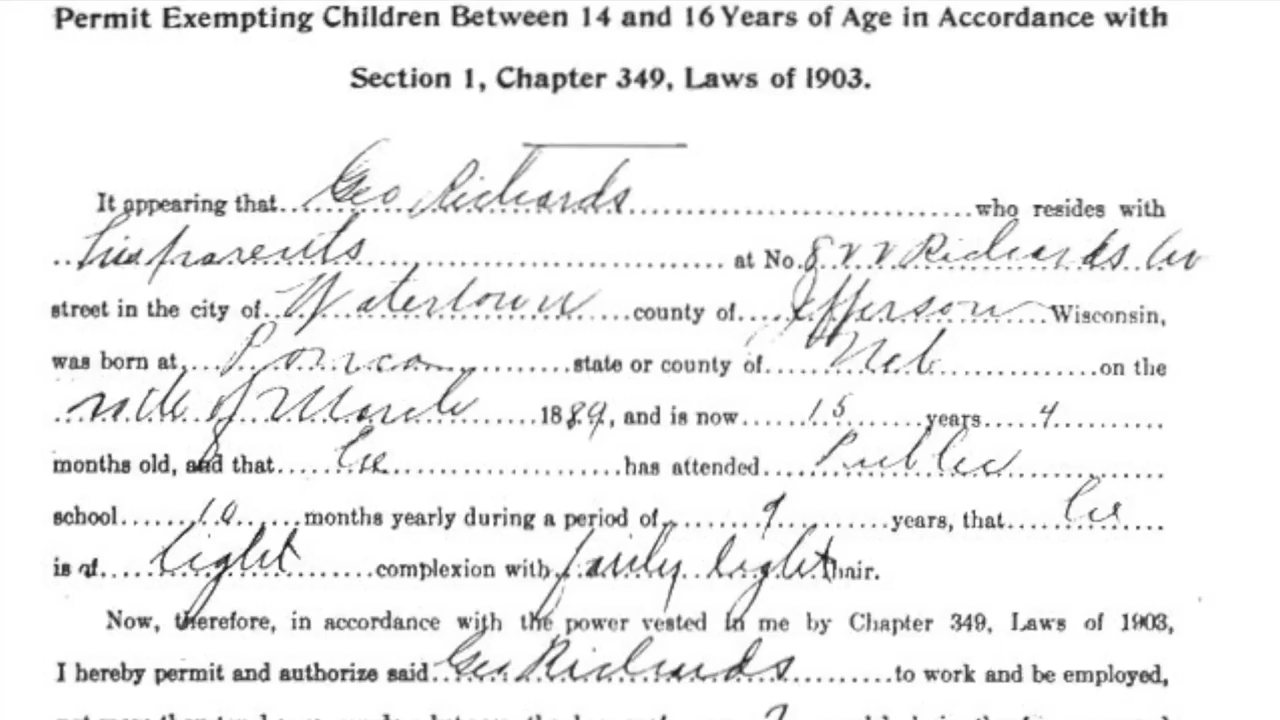 Permit Exempting Children Between 14 and 16 Years of Age in Accordance with
Section 1, Chapter 349, Laws of 1903.
It appearing that Geo Richards who resides with
his parents at No. 822 Richards Av
street in the city of Watertown county of Jefferson Wisconsin,
was born at Ponca state or county of Neb on the
of March 1889, and is now 15 years 4
months old, and that he has attended Public
school 10 months yearly during a period of 9 years, that he
is of light complexion with fairly light hair.
Now, therefore, in accordance with the power vested in me by Chapter 349, Laws of 1903,
I hereby permit and authorize said Geo Richards to work and be employed,